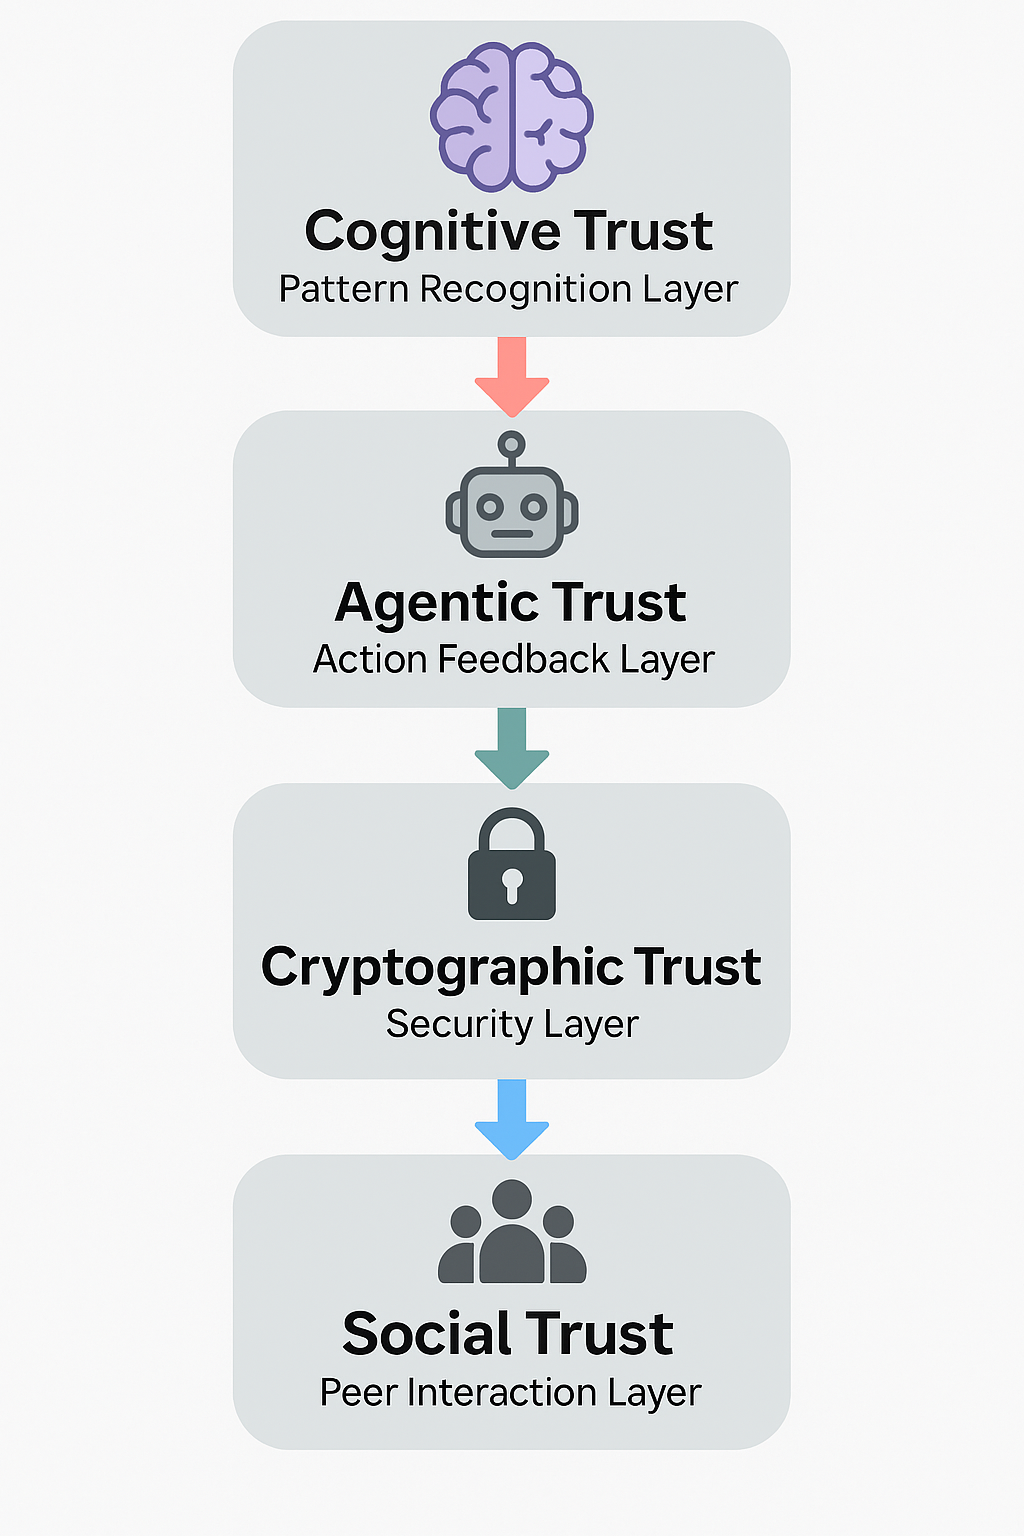 Cognitive Trust
Pattern Recognition Layer
Agentic Trust
Action Feedback Layer
Cryptographic Trust
Security Layer
Social Trust
Peer Interaction Layer